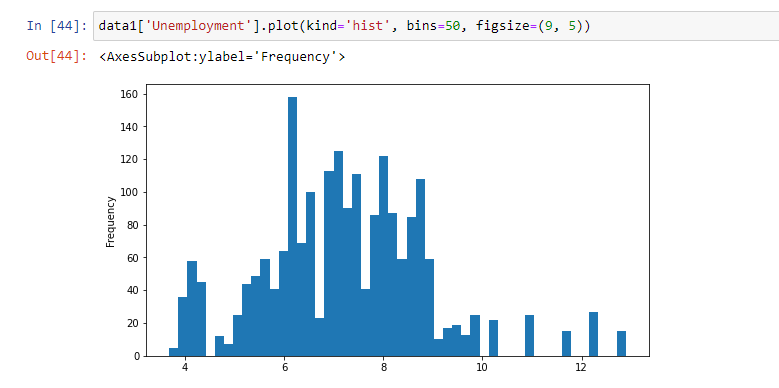 In [44]: data1['Unemployment'].plot(kind='hist', bins=50, figsize=(9, 5))
Out[44]: <AxesSubplot:ylabel='Frequency'>
160
140
120
100
80
60
40
20
0
Frequency
4 6 8 10 12